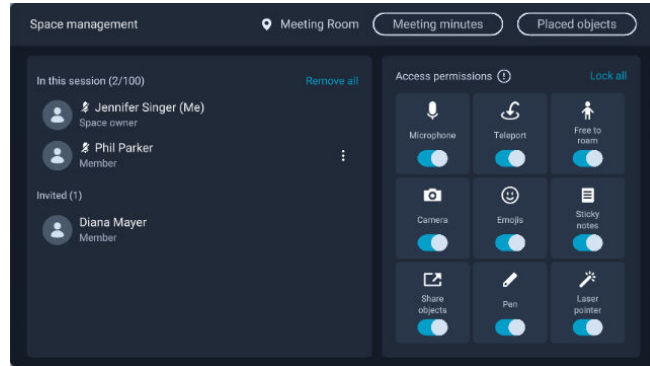 Space management
Meeting Room
Meeting minutes
Placed objects
In this session (2/100)
Remove all
Jennifer Singer (Me)
Space owner
Phil Parker
Member
Invited (1)
Diana Mayer
Member
Access permissions
Lock all
Microphone
Teleport
Free to
roam
Camera
Emojis
Sticky
notes
Share
objects
Pen
Laser
pointer